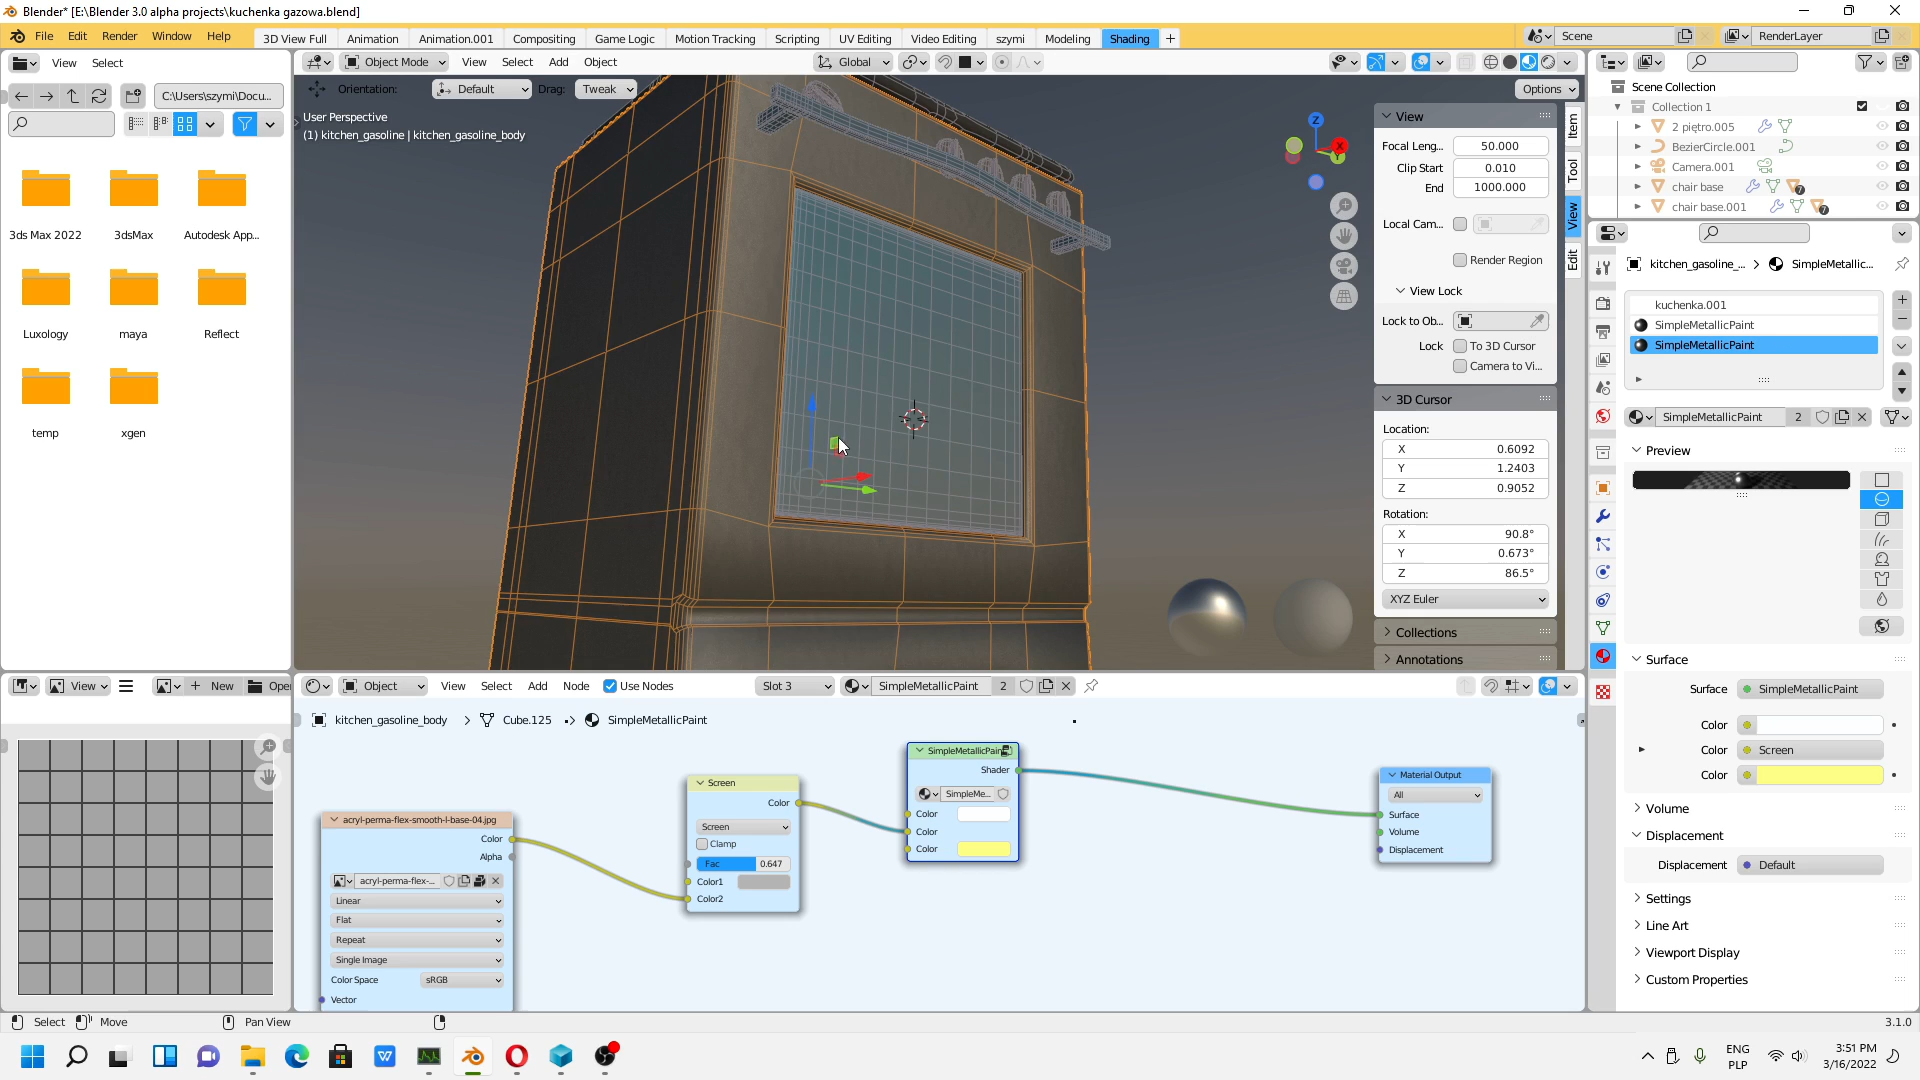 Blender* [E:\Blender 3.0 alpha projects\kuchenka gazowa.blend]
File Edit Render Window Help
3D View Full Animation Animation.001 Compositing Game Logic Motion Tracking Scripting UV Editing Video Editing szymi Modeling Shading +
Scene RenderLayer
View Select
Object Mode View Select Add Object Global
Orientation: Default Drag: Tweak Options
C:\Users\szymi\Docu...
User Perspective
(1) kitchen_gasoline | kitchen_gasoline_body
3ds Max 2022 3dsMax Autodesk App...
Luxology maya Reflect
temp xgen
Z
X
Y
View
Focal Leng... 50.000
Clip Start 0.010
End 1000.000
Local Cam...
Render Region
View Lock
Lock to Ob...
Lock To 3D Cursor
Camera to Vi...
3D Cursor
Location:
X 0.6092
Y 1.2403
Z 0.9052
Rotation:
X 90.8°
Y 0.673°
Z 86.5°
XYZ Euler
Collections
Annotations
Item
Tool
View
Edit
Scene Collection
Collection 1
2 piętro.005
BezierCircle.001
Camera.001
chair base 7
chair base.001 7
kitchen_gasoline_... SimpleMetallic...
kuchenka.001
SimpleMetallicPaint
SimpleMetallicPaint
SimpleMetallicPaint 2
Preview
Surface
Surface SimpleMetallicPaint
Color
Color Screen
Color
Volume
Displacement
Displacement Default
Settings
Line Art
Viewport Display
Custom Properties
View New Open
Object View Select Add Node Use Nodes Slot 3 SimpleMetallicPaint 2
kitchen_gasoline_body Cube.125 SimpleMetallicPaint
acryl-perma-flex-smooth-l-base-04.jpg
Color
Alpha
acryl-perma-flex-...
Linear
Flat
Repeat
Single Image
Color Space sRGB
Vector
Screen
Color
Screen
Clamp
Fac 0.647
Color1
Color2
SimpleMetallicPain
Shader
SimpleMe...
Color
Color
Color
Material Output
All
Surface
Volume
Displacement
Select Move Pan View 3.1.0
ENG
PLP
3:51 PM
3/16/2022